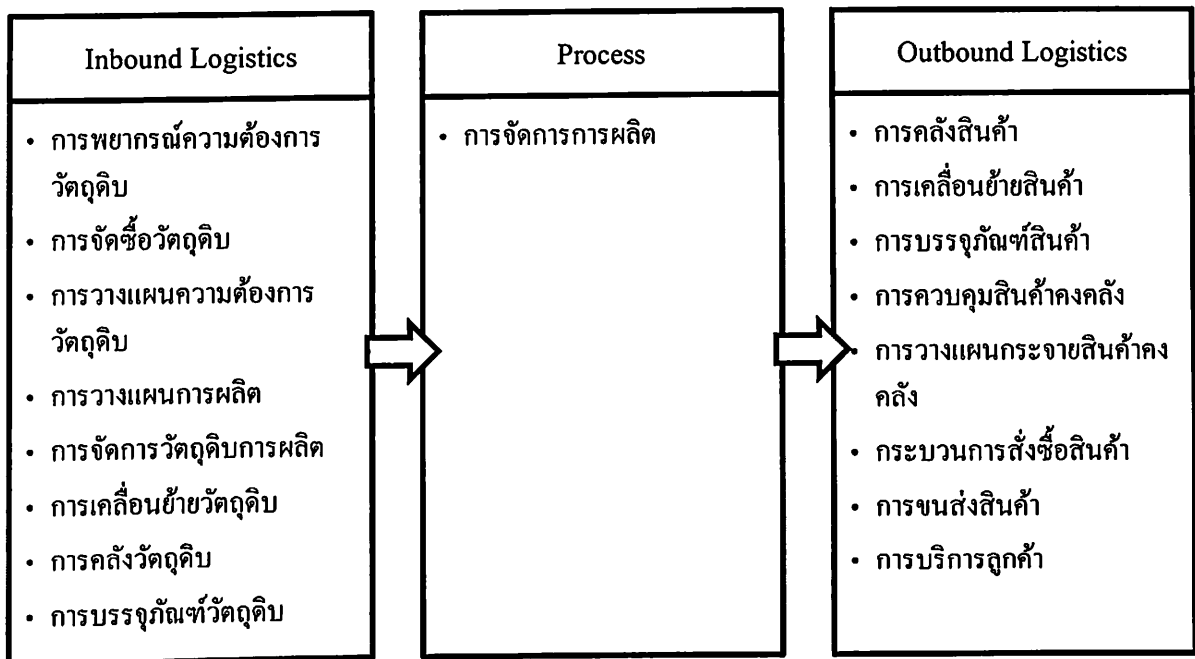 Inbound Logistics
• การพยากรณ์ความต้องการ
วัตถุดิบ
• การจัดซื้อวัตถุดิบ
• การวางแผนความต้องการ
วัตถุดิบ
• การวางแผนการผลิต
• การจัดการวัตถุดิบการผลิต
• การเคลื่อนย้ายวัตถุดิบ
• การคลังวัตถุดิบ
• การบรรจุภัณฑ์วัตถุดิบ
Process
• การจัดการการผลิต
Outbound Logistics
• การคลังสินค้า
• การเคลื่อนย้ายสินค้า
• การบรรจุภัณฑ์สินค้า
• การควบคุมสินค้าคงคลัง
• การวางแผนกระจายสินค้าคง
คลัง
• กระบวนการสั่งซื้อสินค้า
• การขนส่งสินค้า
• การบริการลูกค้า